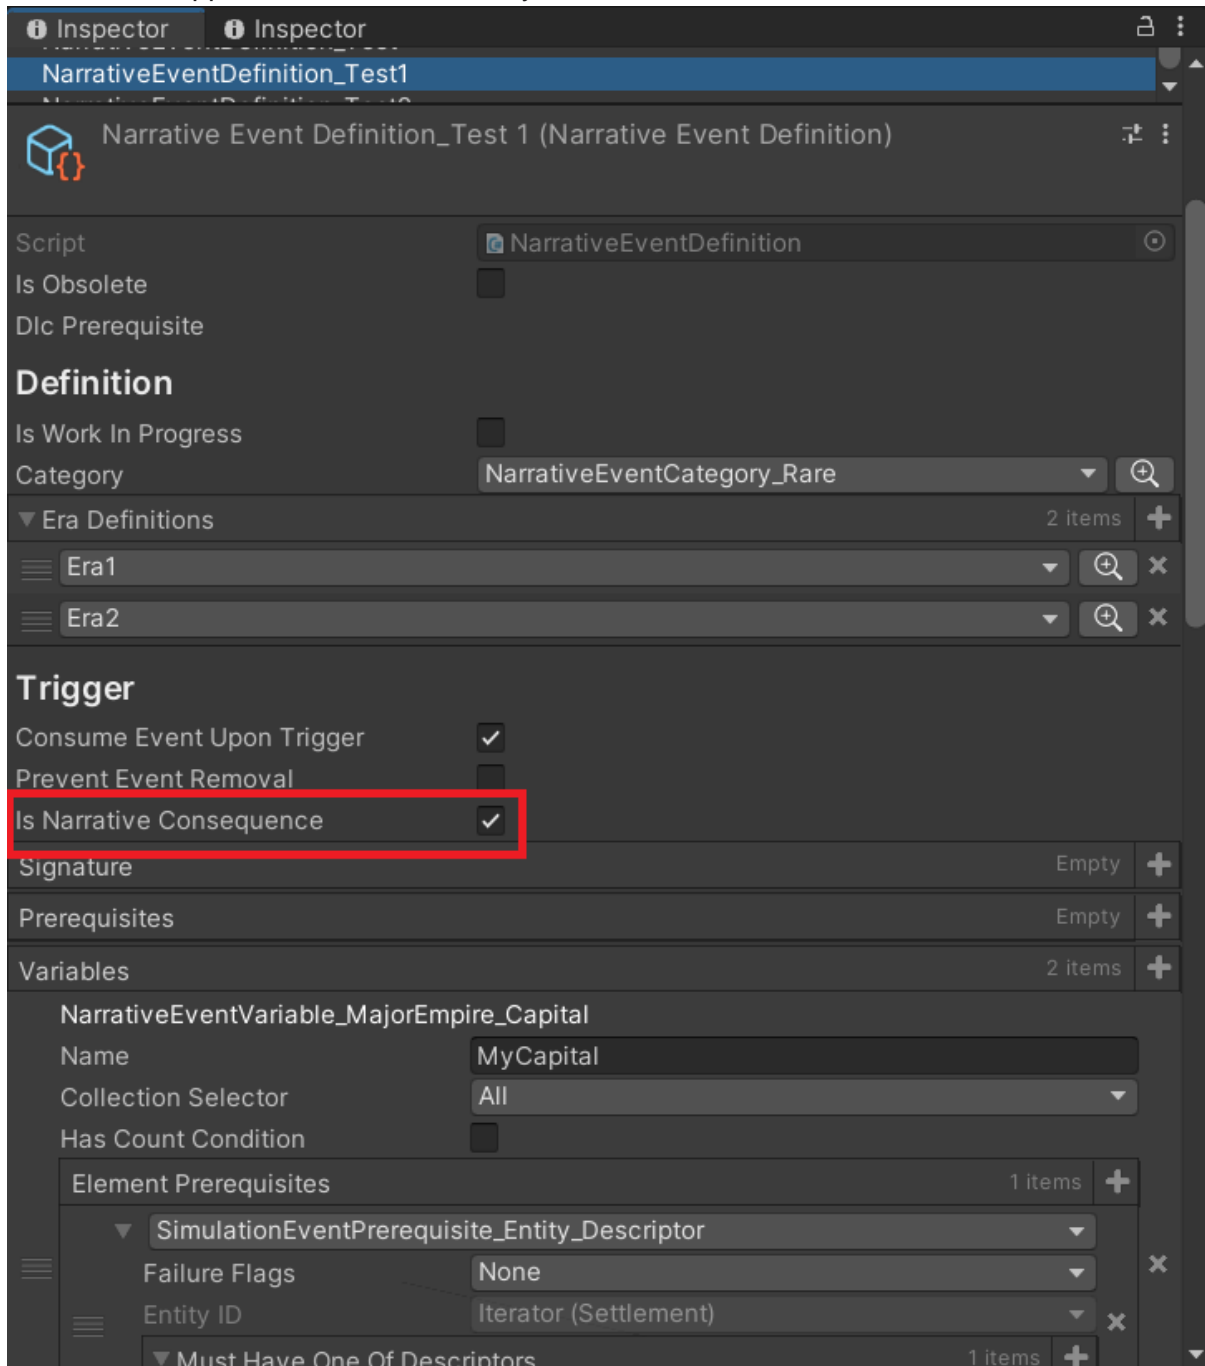 Inspector Inspector
NarrativeEventDefinition_Test1
Narrative Event Definition_Test 1 (Narrative Event Definition)
Script NarrativeEventDefinition
Is Obsolete
Dlc Prerequisite
Definition
Is Work In Progress
Category NarrativeEventCategory_Rare
Era Definitions 2 items
Era1
Era2
Trigger
Consume Event Upon Trigger
Prevent Event Removal
Is Narrative Consequence
Signature Empty
Prerequisites Empty
Variables 2 items
NarrativeEventVariable_MajorEmpire_Capital
Name MyCapital
Collection Selector All
Has Count Condition
Element Prerequisites 1 items
SimulationEventPrerequisite_Entity_Descriptor
Failure Flags None
Entity ID Iterator (Settlement)
Must Have One Of Descriptors 1 items